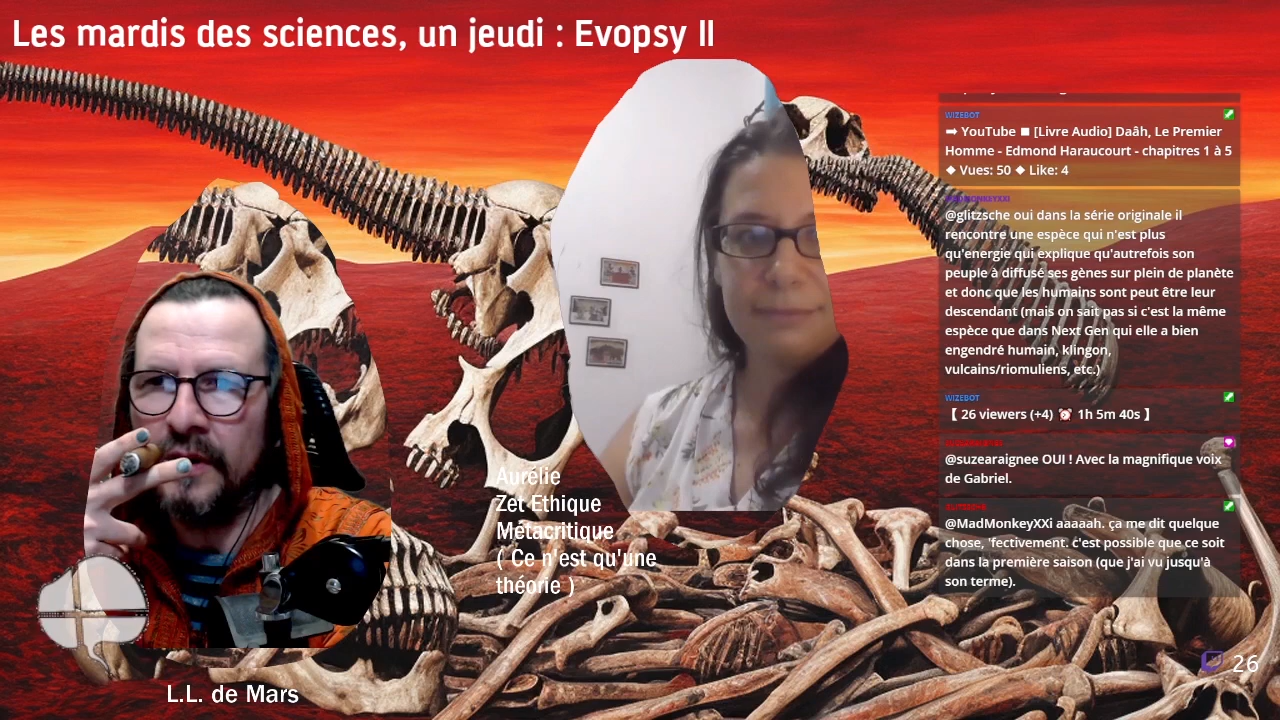 Les mardis des sciences, un jeudi : Evopsy II
WIZEBOT
➡ YouTube ■ [Livre Audio] Daâh, Le Premier
Homme - Edmond Haraucourt - chapitres 1 à 5
◆ Vues: 50 ◆ Like: 4
MADMONKEYXXI
@glitzsche oui dans la série originale il
rencontre une espèce qui n'est plus
qu'energie qui explique qu'autrefois son
peuple à diffusé ses gènes sur plein de planète
et donc que les humains sont peut être leur
descendant (mais on sait pas si c'est la même
espèce que dans Next Gen qui elle a bien
engendré humain, klingon,
vulcains/riomuliens, etc.)
WIZEBOT
【 26 viewers (+4) ⏰ 1h 5m 40s 】
@suzearaignee OUI ! Avec la magnifique voix
de Gabriel.
GLITZSCHE
@MadMonkeyXXi aaaaah. ça me dit quelque
chose, 'fectivement. c'est possible que ce soit
dans la première saison (que j'ai vu jusqu'à
son terme).
Aurélie
Zet Ethique
Métacritique
( Ce n'est qu'une
théorie )
26
L.L. de Mars